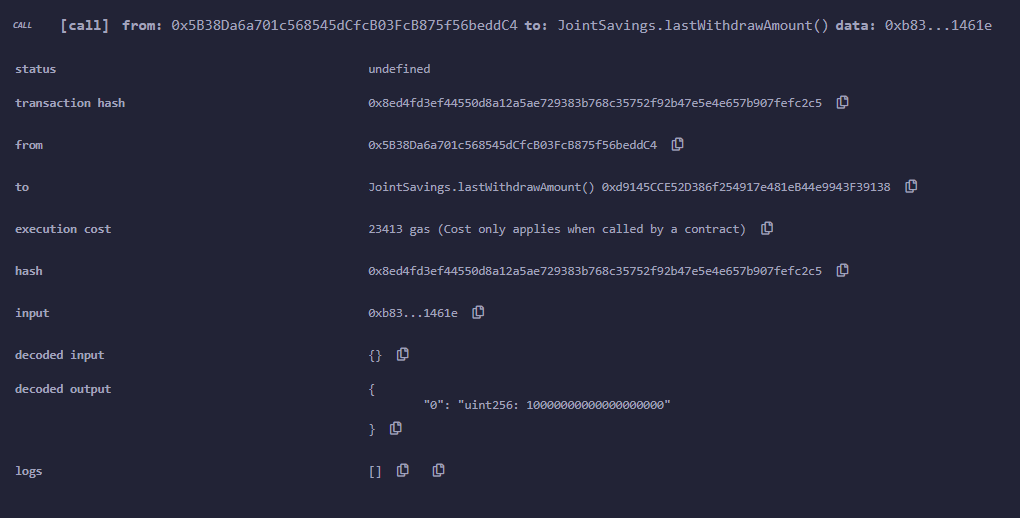 CALL [call] from: 0x5B38Da6a701c568545dCfcB03FcB875f56beddC4 to: JointSavings.lastWithdrawAmount() data: 0xb83...1461e
status undefined
transaction hash 0x8ed4fd3ef44550d8a12a5ae729383b768c35752f92b47e5e4e657b907fefc2c5
from 0x5B38Da6a701c568545dCfcB03FcB875f56beddC4
to JointSavings.lastWithdrawAmount() 0xd9145CCE52D386f254917e481eB44e9943F39138
execution cost 23413 gas (Cost only applies when called by a contract)
hash 0x8ed4fd3ef44550d8a12a5ae729383b768c35752f92b47e5e4e657b907fefc2c5
input 0xb83...1461e
decoded input {}
decoded output {
"0": "uint256: 10000000000000000000"
}
logs []